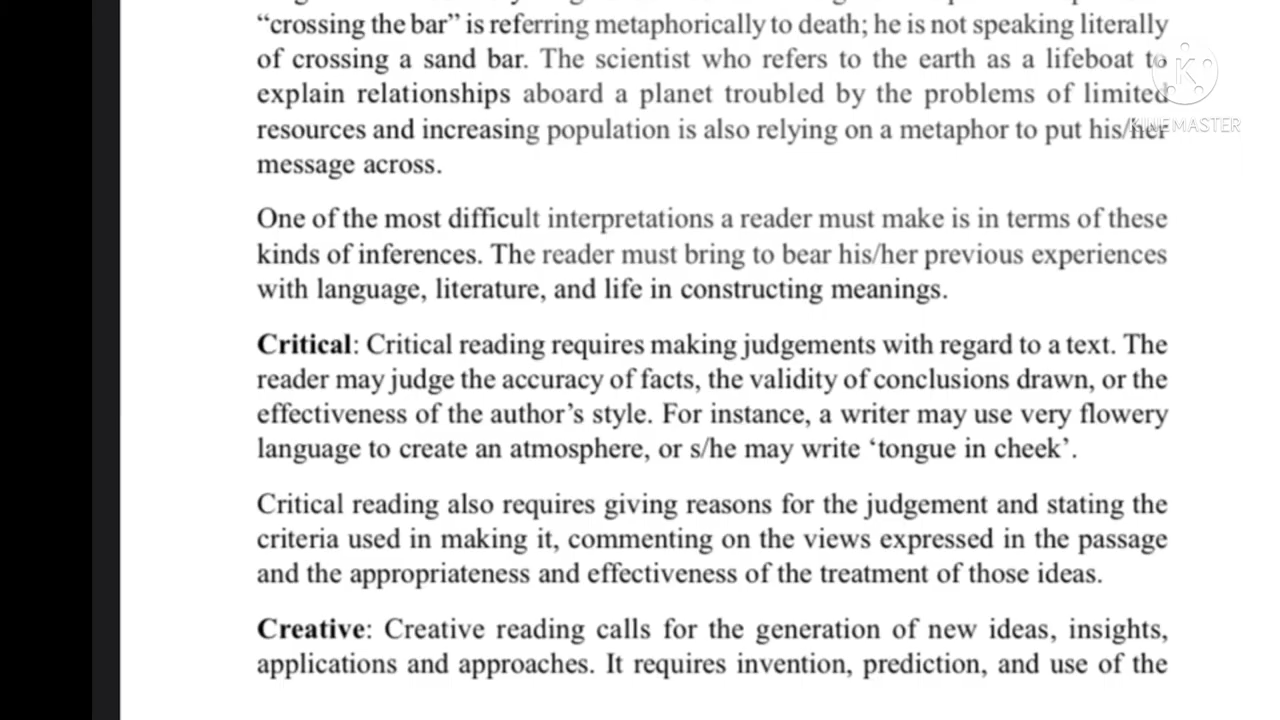 “crossing the bar” is referring metaphorically to death; he is not speaking literally
of crossing a sand bar. The scientist who refers to the earth as a lifeboat to
explain relationships aboard a planet troubled by the problems of limited
resources and increasing population is also relying on a metaphor to put his/her
message across.
One of the most difficult interpretations a reader must make is in terms of these
kinds of inferences. The reader must bring to bear his/her previous experiences
with language, literature, and life in constructing meanings.
Critical: Critical reading requires making judgements with regard to a text. The
reader may judge the accuracy of facts, the validity of conclusions drawn, or the
effectiveness of the author’s style. For instance, a writer may use very flowery
language to create an atmosphere, or s/he may write ‘tongue in cheek’.
Critical reading also requires giving reasons for the judgement and stating the
criteria used in making it, commenting on the views expressed in the passage
and the appropriateness and effectiveness of the treatment of those ideas.
Creative: Creative reading calls for the generation of new ideas, insights,
applications and approaches. It requires invention, prediction, and use of the
K
KINEMASTER